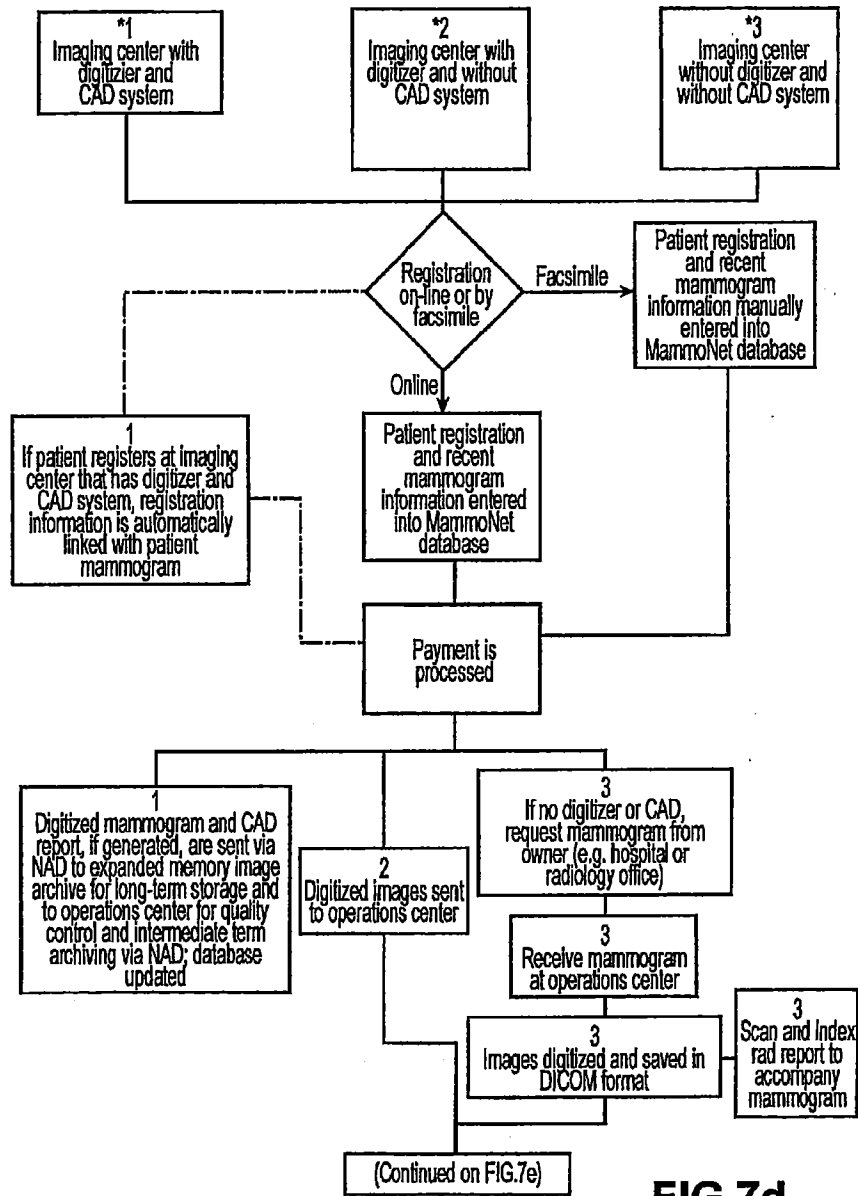 *1
Imaging center with
digitizier and
CAD system
*2
Imaging center with
digitizer and without
CAD system
*3
Imaging center
without digitizer and
without CAD system
Registration
on-line or by
facsimile
Facsimile
Patient registration
and recent
mammogram
information manually
entered into
MammoNet database
Online
1
If patient registers at imaging
center that has digitizer and
CAD system, registration
information is automatically
linked with patient
mammogram
Patient registration
and recent
mammogram
information entered
into MammoNet
database
Payment is
processed
1
Digitized mammogram and CAD
report, if generated, are sent via
NAD to expanded memory image
archive for long-term storage and
to operations center for quality
control and intermediate term
archiving via NAD; database
updated
2
Digitized images sent
to operations center
3
If no digitizer or CAD,
request mammogram from
owner (e.g. hospital or
radiology office)
3
Receive mammogram
at operations center
3
Images digitized and saved in
DICOM format
3
Scan and Index
rad report to
accompany
mammogram
(Continued on FIG.7e)
FIG.7d